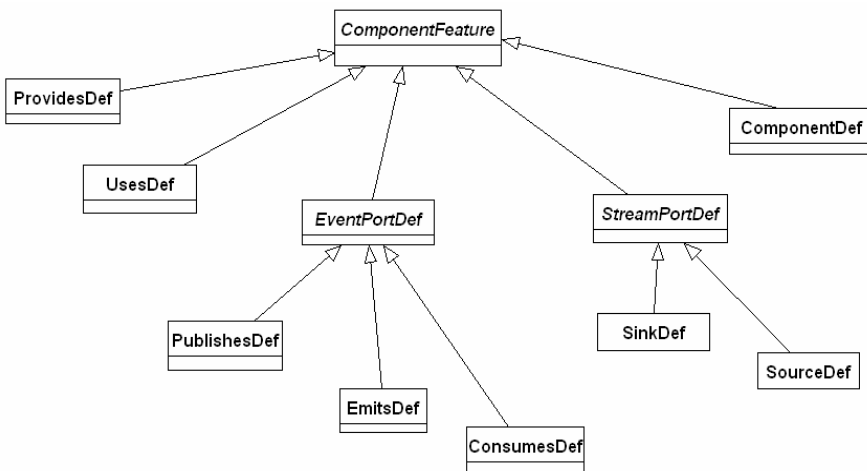 ComponentFeature
ProvidesDef
ComponentDef
UsesDef
EventPortDef
StreamPortDef
PublishesDef
SinkDef
SourceDef
EmitsDef
ConsumesDef